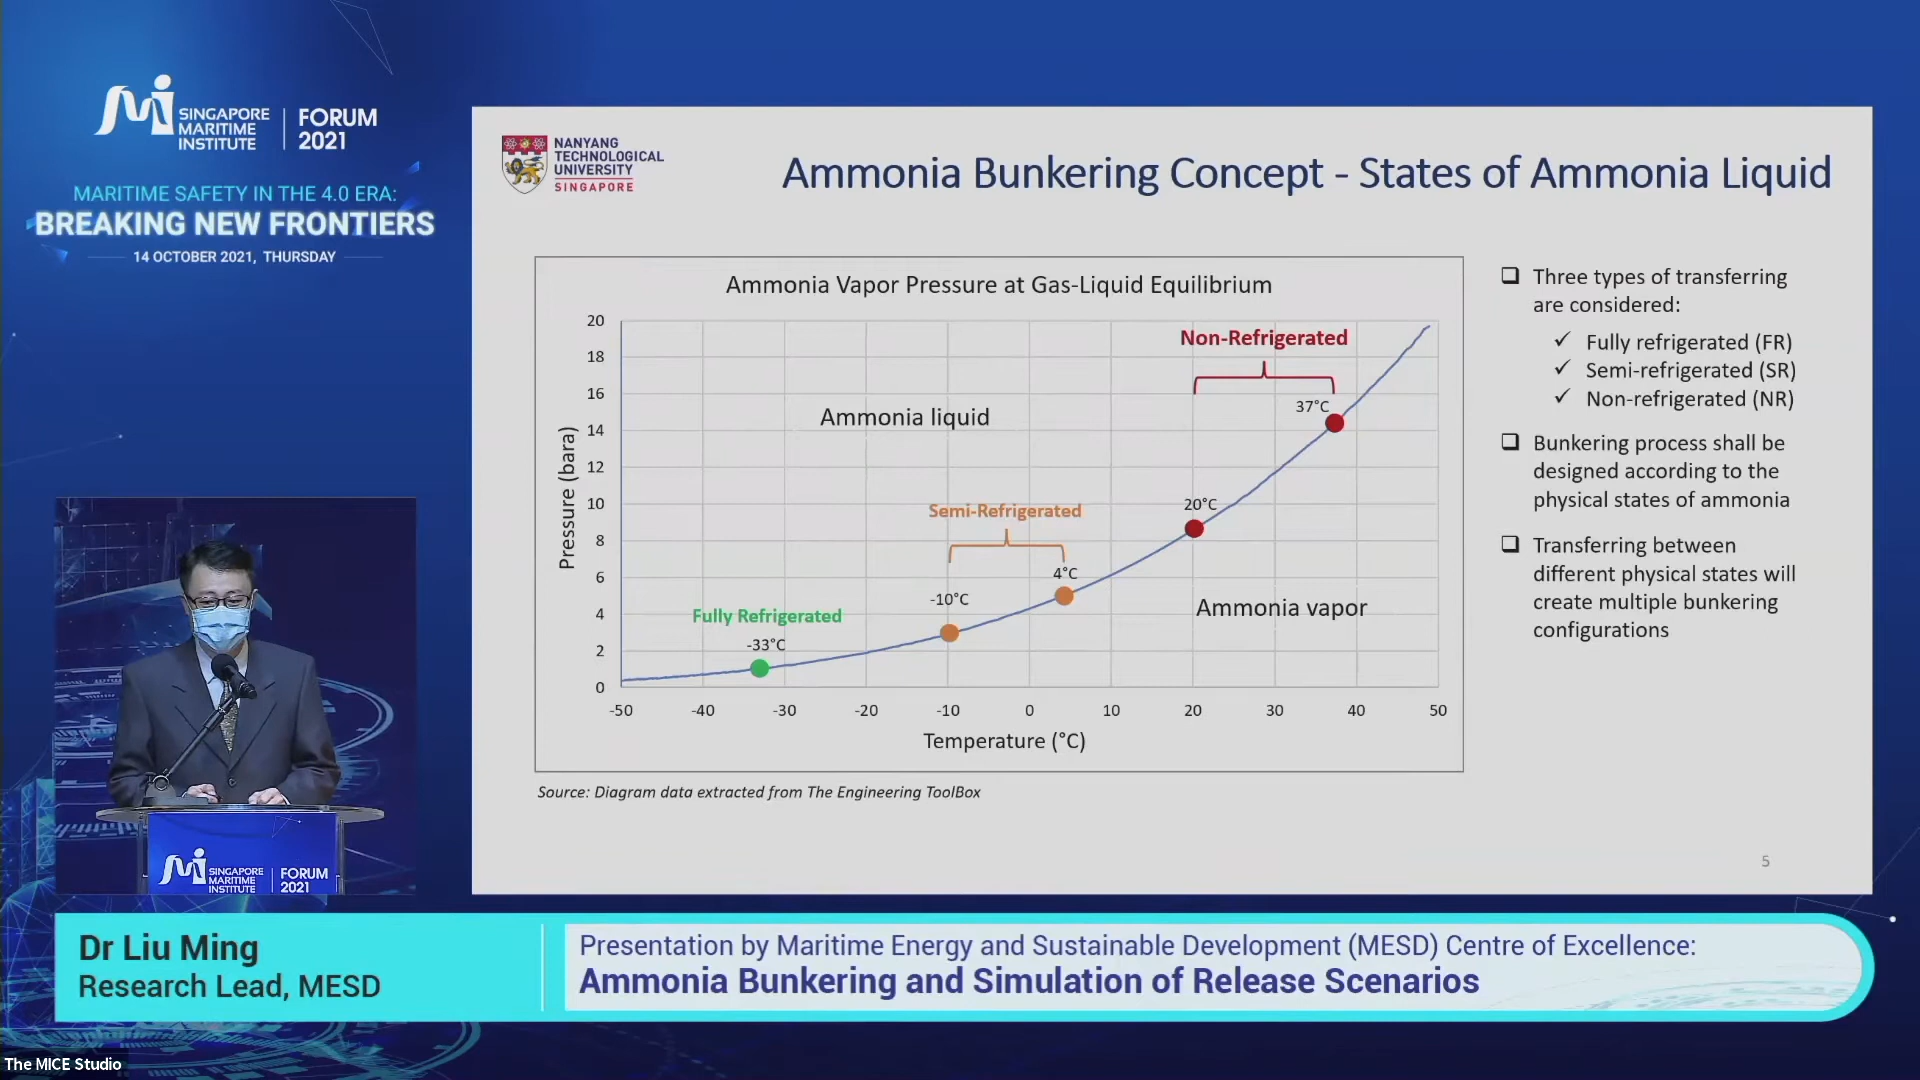 SINGAPORE
MARITIME
INSTITUTE
FORUM
2021
MARITIME SAFETY IN THE 4.0 ERA:
BREAKING NEW FRONTIERS
14 OCTOBER 2021, THURSDAY
NANYANG
TECHNOLOGICAL
UNIVERSITY
SINGAPORE
Ammonia Bunkering Concept - States of Ammonia Liquid
Ammonia Vapor Pressure at Gas-Liquid Equilibrium
Pressure (bara)
20
18
16
14
12
10
8
6
4
2
0
Non-Refrigerated
37°C
Ammonia liquid
20°C
Semi-Refrigerated
4°C
-10°C
Ammonia vapor
Fully Refrigerated
-33°C
-50 -40 -30 -20 -10 0 10 20 30 40 50
Temperature (°C)
Source: Diagram data extracted from The Engineering ToolBox
Three types of transferring
are considered:
Fully refrigerated (FR)
Semi-refrigerated (SR)
Non-refrigerated (NR)
Bunkering process shall be
designed according to the
physical states of ammonia
Transferring between
different physical states will
create multiple bunkering
configurations
5
SINGAPORE
MARITIME
INSTITUTE
FORUM
2021
Dr Liu Ming
Research Lead, MESD
Presentation by Maritime Energy and Sustainable Development (MESD) Centre of Excellence:
Ammonia Bunkering and Simulation of Release Scenarios
The MICE Studio